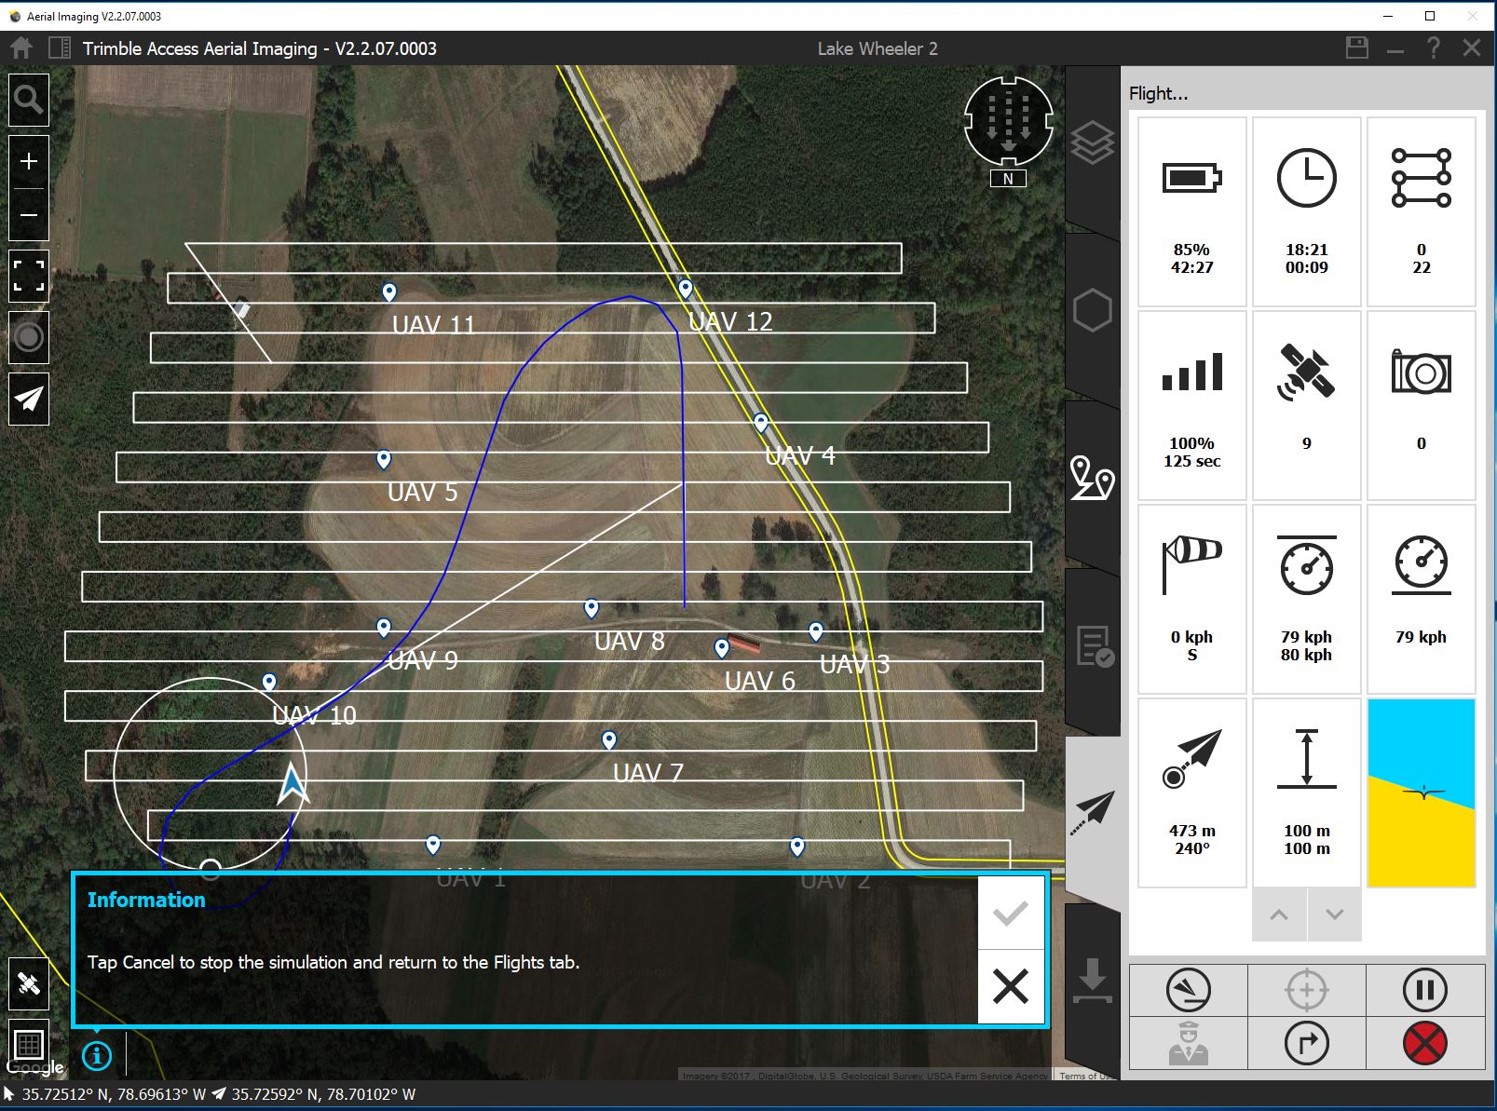 Aerial Imaging V2.2.07.0003
Trimble Access Aerial Imaging - V2.2.07.0003
Lake Wheeler 2
Flight...
N
85%
42:27
18:21
00:09
0
22
100%
125 sec
9
0
0 kph
S
79 kph
80 kph
79 kph
473 m
240°
100 m
100 m
UAV 11
UAV 12
UAV 4
UAV 5
UAV 8
UAV 9
UAV 3
UAV 6
UAV 10
UAV 7
UAV 1
UAV 2
Information
Tap Cancel to stop the simulation and return to the Flights tab.
Google
Imagery ©2017 , DigitalGlobe, U.S. Geological Survey, USDA Farm Service Agency
Terms of
35.72512° N, 78.69613° W
35.72592° N, 78.70102° W